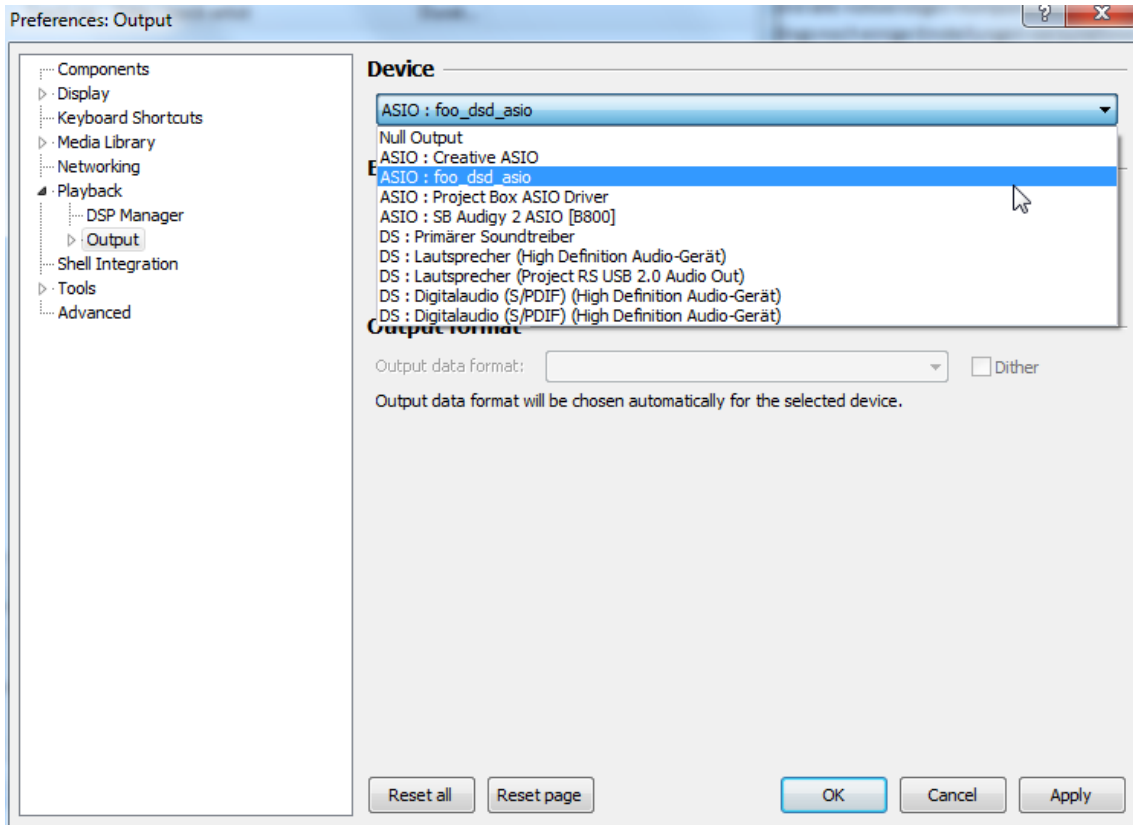 Preferences: Output
Components
Display
Keyboard Shortcuts
Media Library
Networking
Playback
DSP Manager
Output
Shell Integration
Tools
Advanced
Device
ASIO : foo_dsd_asio
Null Output
ASIO : Creative ASIO
ASIO : foo_dsd_asio
ASIO : Project Box ASIO Driver
ASIO : SB Audigy 2 ASIO [B800]
DS : Primärer Soundtreiber
DS : Lautsprecher (High Definition Audio-Gerät)
DS : Lautsprecher (Project RS USB 2.0 Audio Out)
DS : Digitalaudio (S/PDIF) (High Definition Audio-Gerät)
DS : Digitalaudio (S/PDIF) (High Definition Audio-Gerät)
Output format
Output data format:
Dither
Output data format will be chosen automatically for the selected device.
Reset all
Reset page
OK
Cancel
Apply